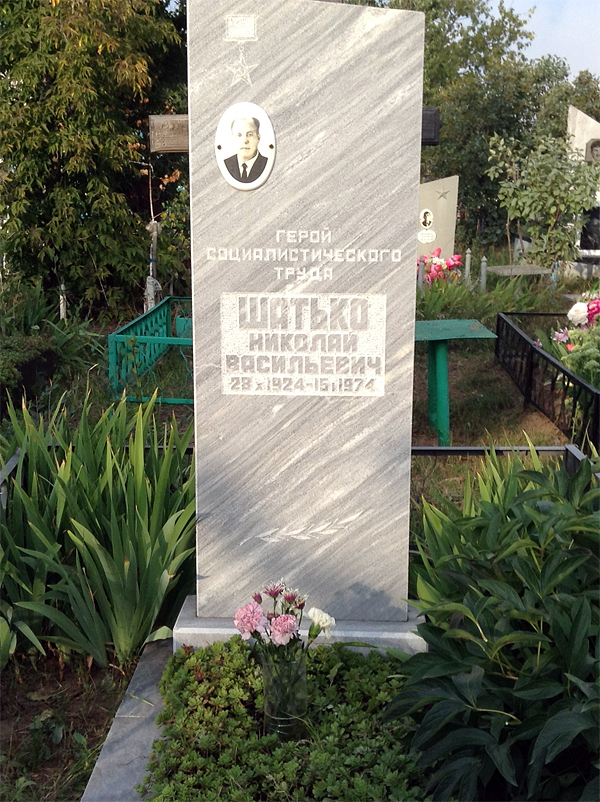 ГЕРОЙ
СОЦИАЛИСТИЧЕСКОГО
ТРУДА
ШАТЬКО
НИКОЛАЙ
ВАСИЛЬЕВИЧ
28 X 1924-15 I 1974